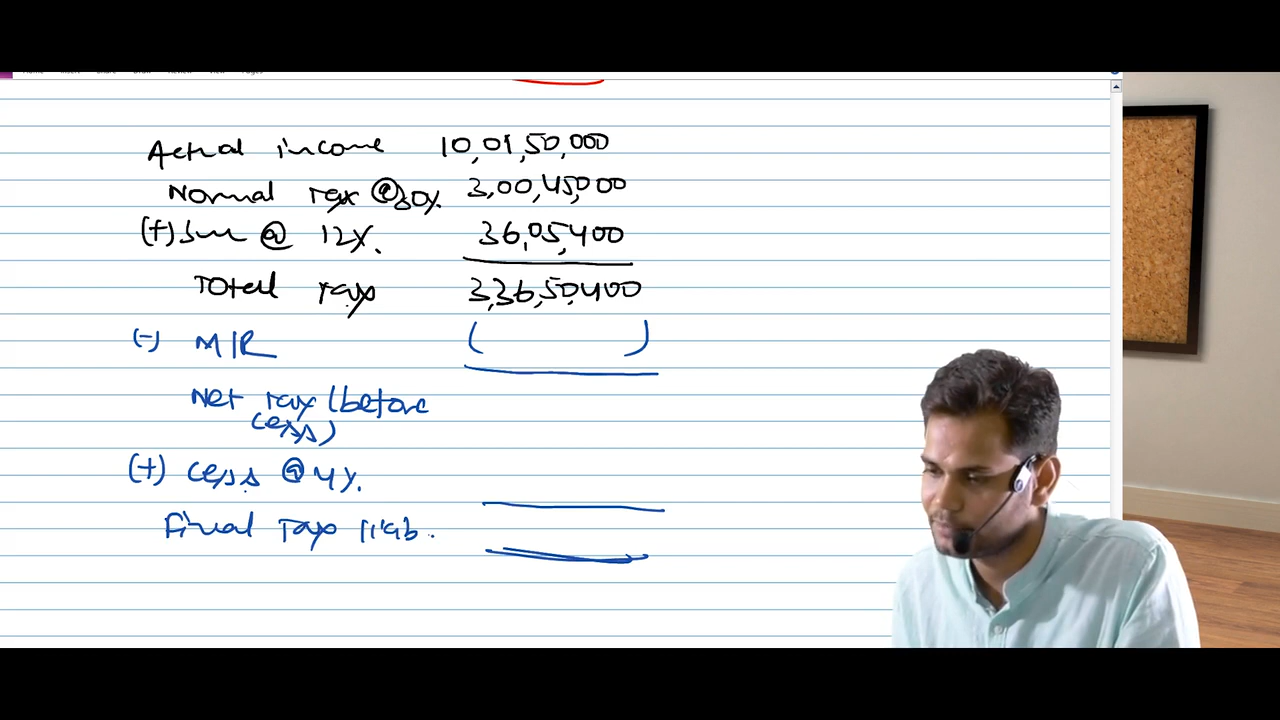 Actual income 10,01,50,000
Normal tax @30% 3,00,45,000
(+) Sur @ 12%. 36,05,400
Total tax 3,36,50,400
(-) M/R ( )
Net tax (before
cess)
(+) cess @ 4%.
Final tax liab.